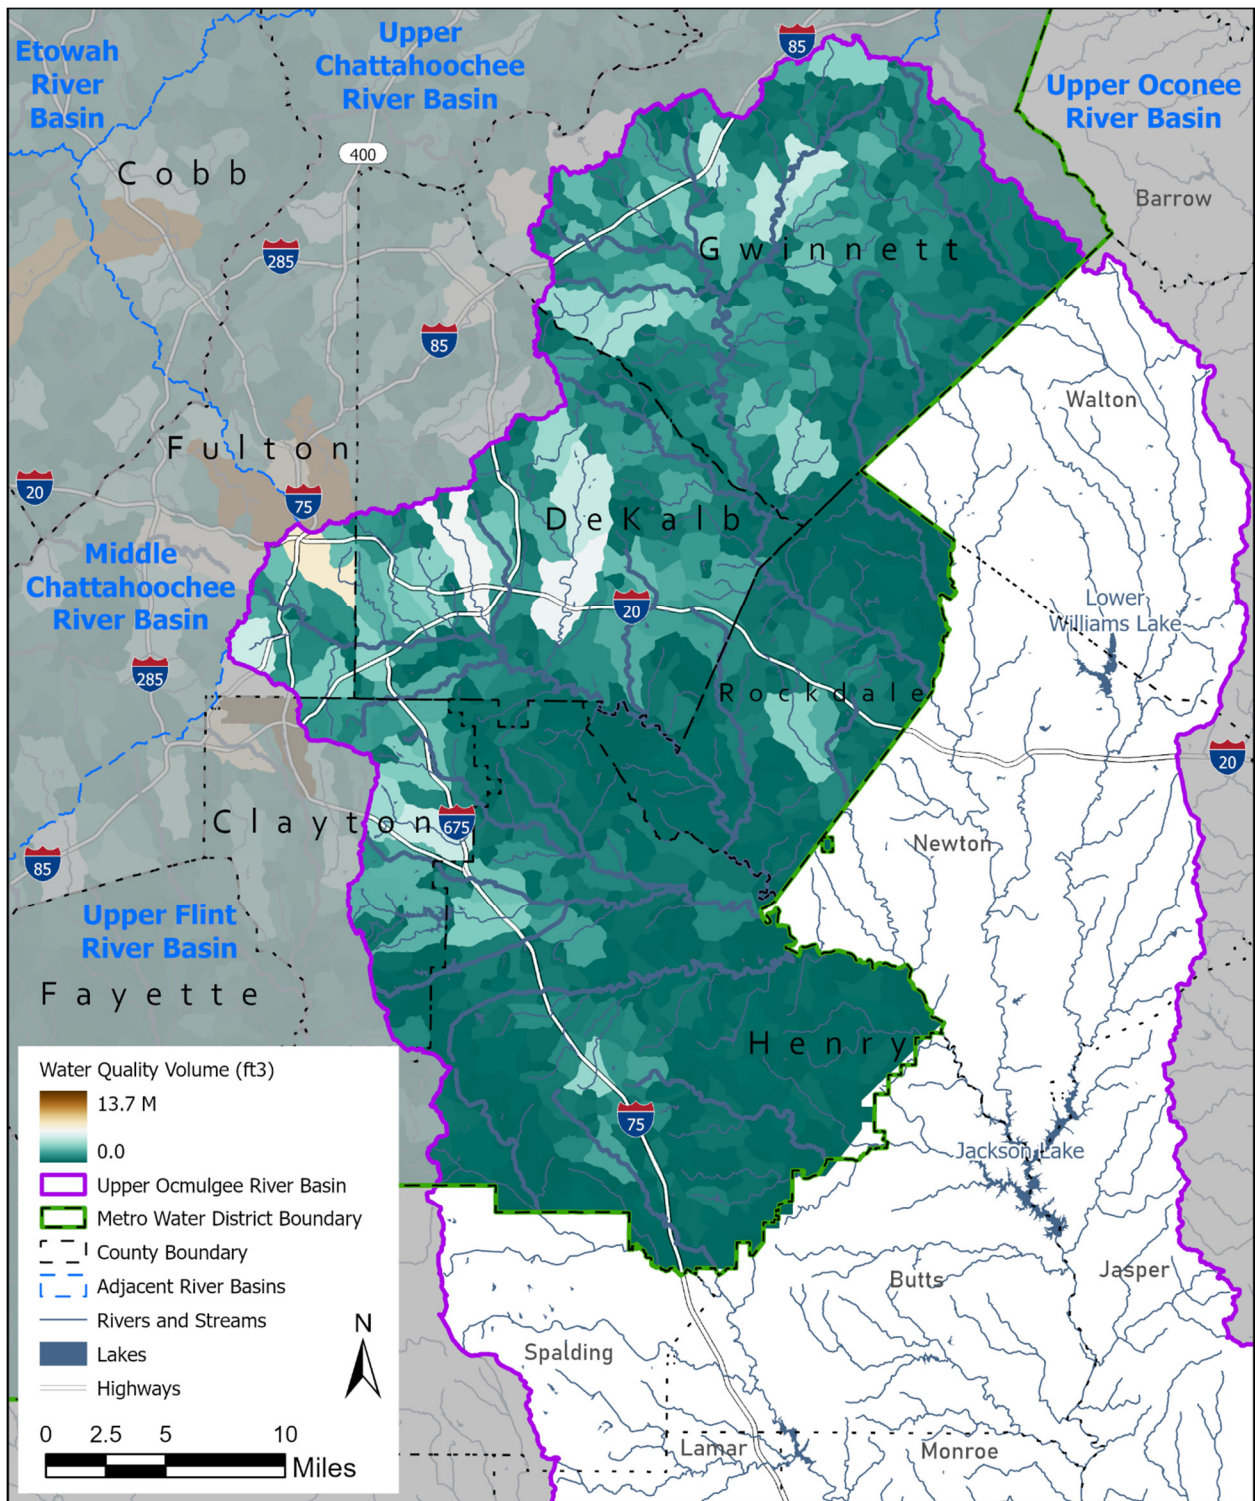 Etowah
River
Basin
Upper
Chattahoochee
River Basin
85
Upper Oconee
River Basin
Cobb
400
Barrow
285
Gwinnett
85
Walton
Fulton
20
75
DeKalb
Middle
Chattahoochee
River Basin
20
Lower
Williams Lake
285
Rockdale
20
Clayton
675
Newton
85
Upper Flint
River Basin
Fayette
Henry
75
Jackson Lake
Butts
Jasper
Spalding
Lamar
Monroe
Water Quality Volume (ft3)
13.7 M
0.0
Upper Ocmulgee River Basin
Metro Water District Boundary
County Boundary
Adjacent River Basins
Rivers and Streams
Lakes
Highways
N
0 2.5 5 10
Miles